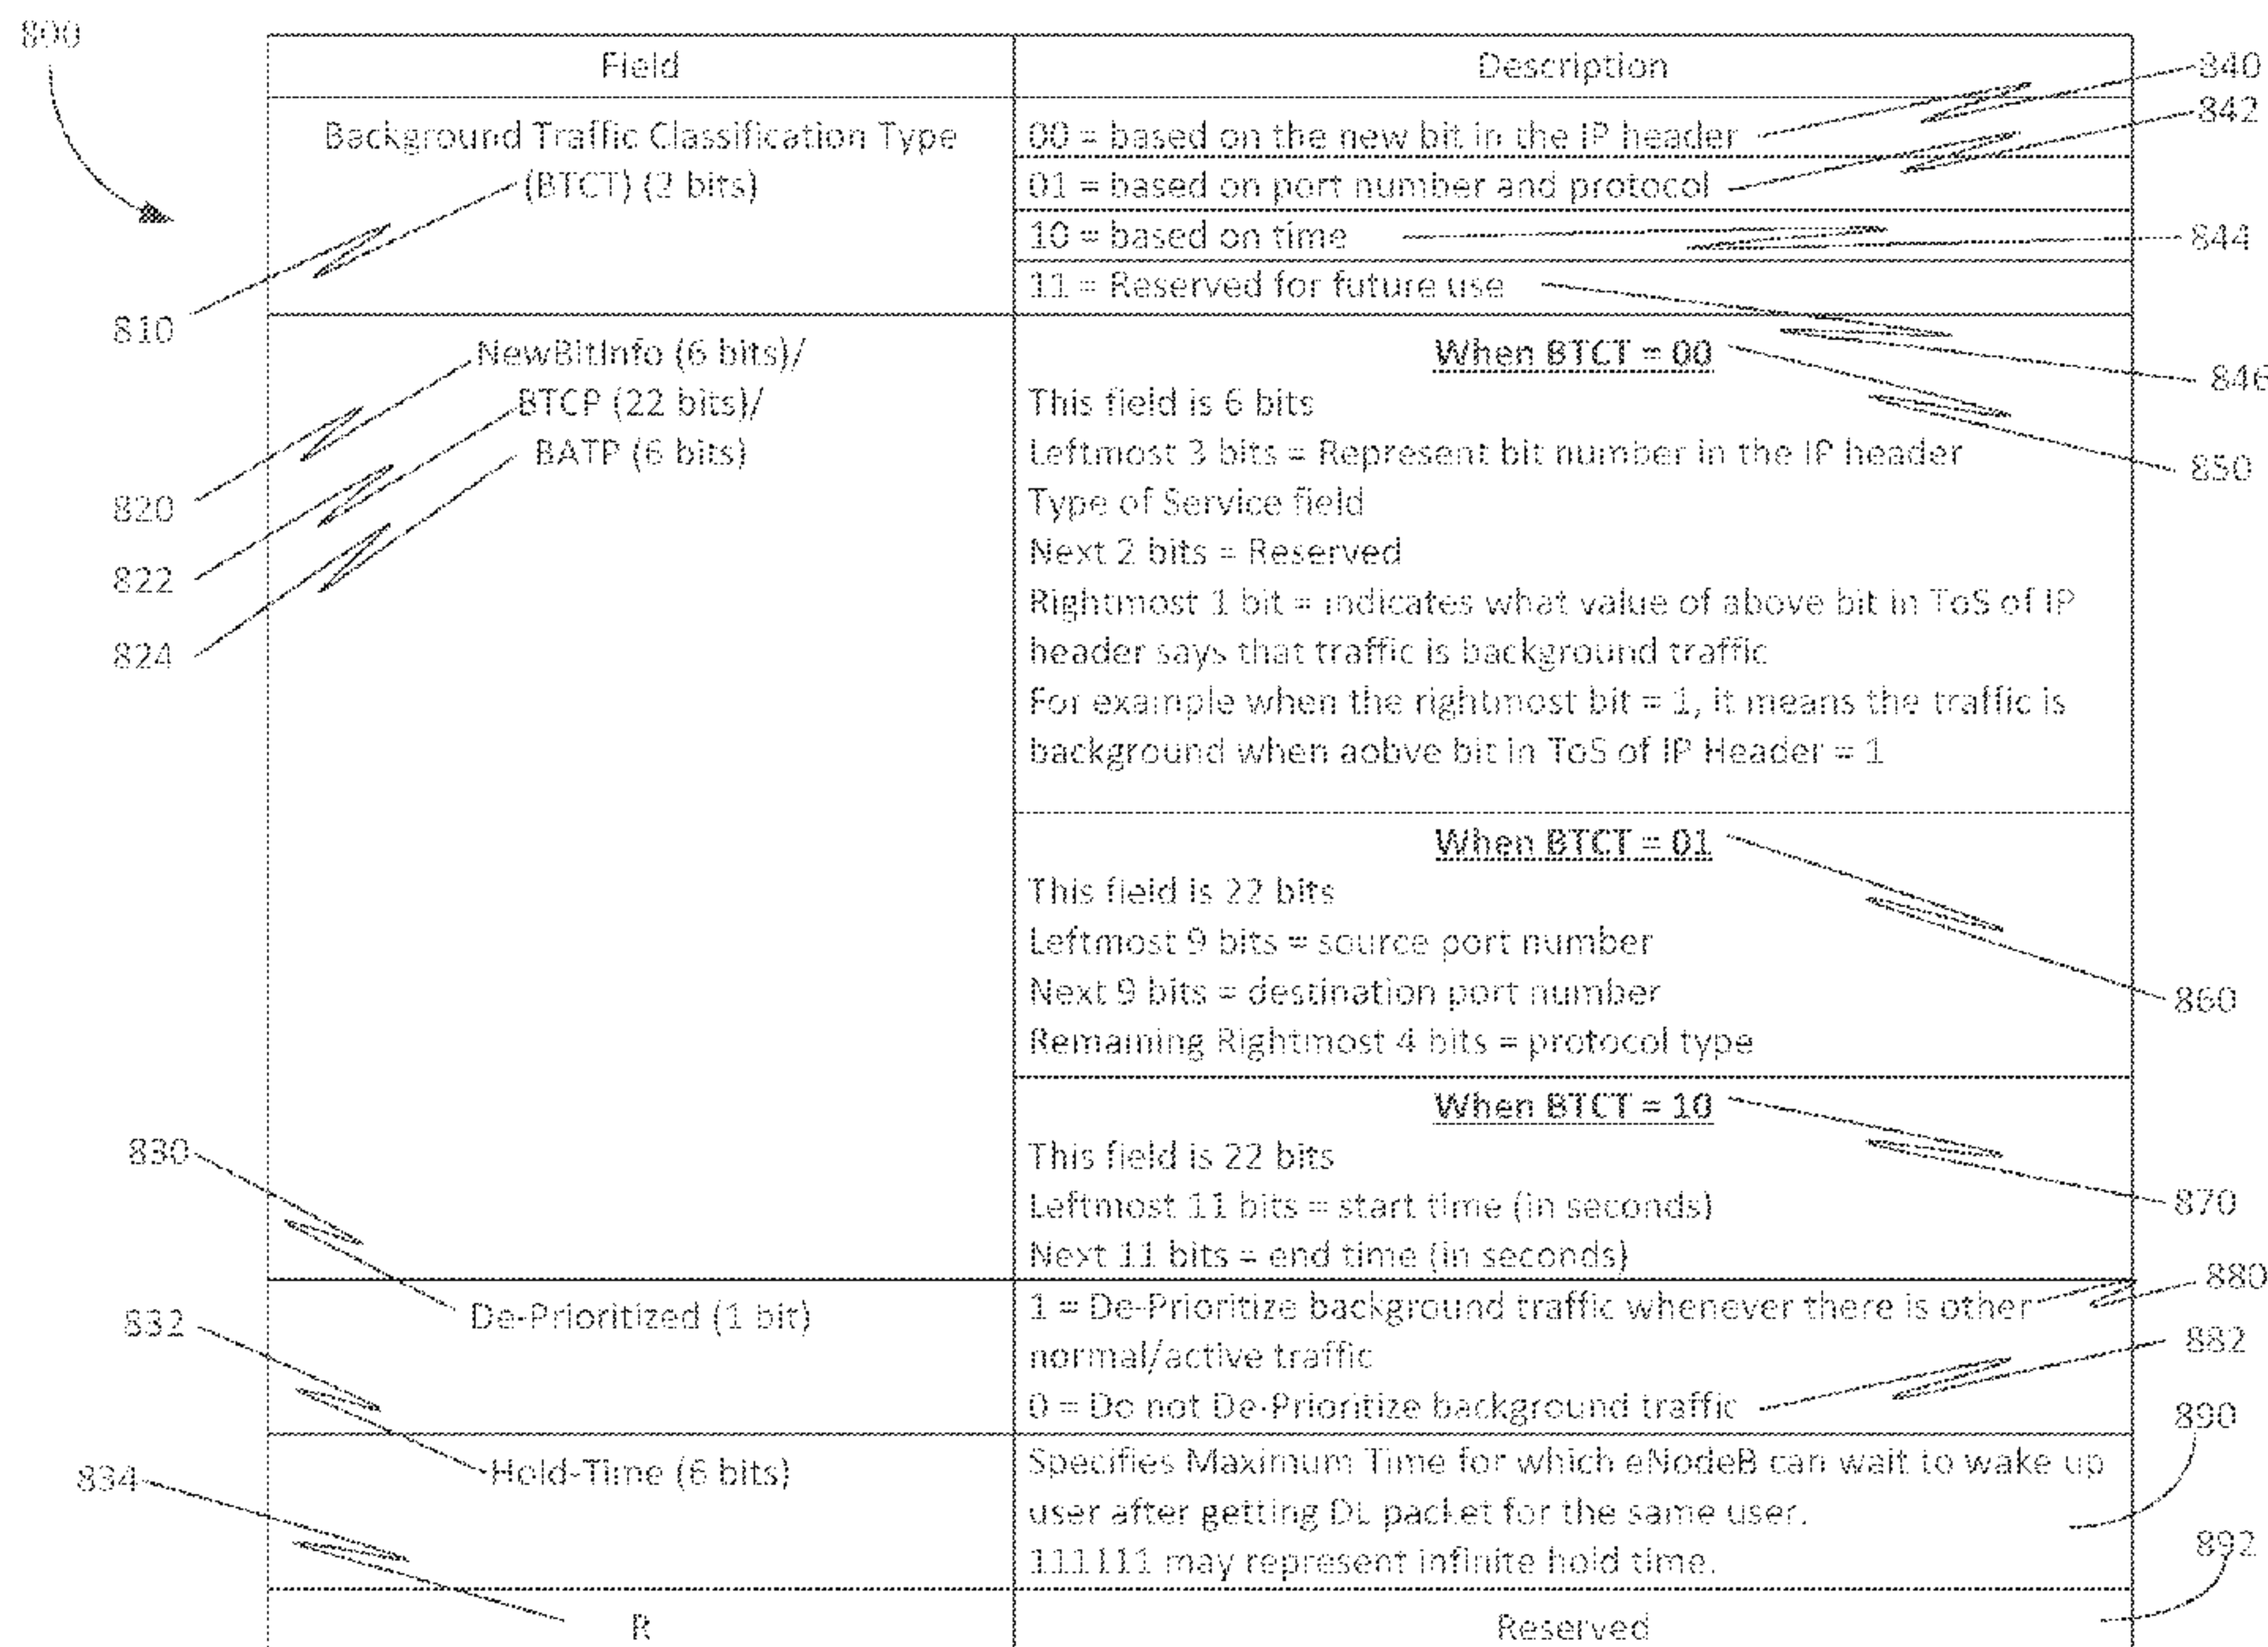 800
Field
Description
840
Background Traffic Classification Type
(BTCT) (2 bits)
810
00 = based on the new bit in the IP header
842
01 = based on port number and protocol
10 = based on time
844
11 = Reserved for future use
846
NewBitInfo (6 bits)/
BTCP (22 bits)/
BATP (6 bits)
820
822
824
When BTCT = 00
850
This field is 6 bits
Leftmost 3 bits = Represent bit number in the IP header
Type of Service field
Next 2 bits = Reserved
Rightmost 1 bit = indicates what value of above bit in ToS of IP
header says that traffic is background traffic
For example when the rightmost bit = 1, it means the traffic is
background when aobve bit in ToS of IP Header = 1
When BTCT = 01
860
This field is 22 bits
Leftmost 9 bits = source port number
Next 9 bits = destination port number
Remaining Rightmost 4 bits = protocol type
When BTCT = 10
870
This field is 22 bits
Leftmost 11 bits = start time (in seconds)
Next 11 bits = end time (in seconds)
830
De-Prioritized (1 bit)
880
1 = De-Prioritize background traffic whenever there is other
normal/active traffic
882
0 = Do not De-Prioritize background traffic
832
Hold-Time (6 bits)
890
Specifies Maximum Time for which eNodeB can wait to wake up
user after getting DL packet for the same user.
111111 may represent infinite hold time.
834
R
Reserved
892